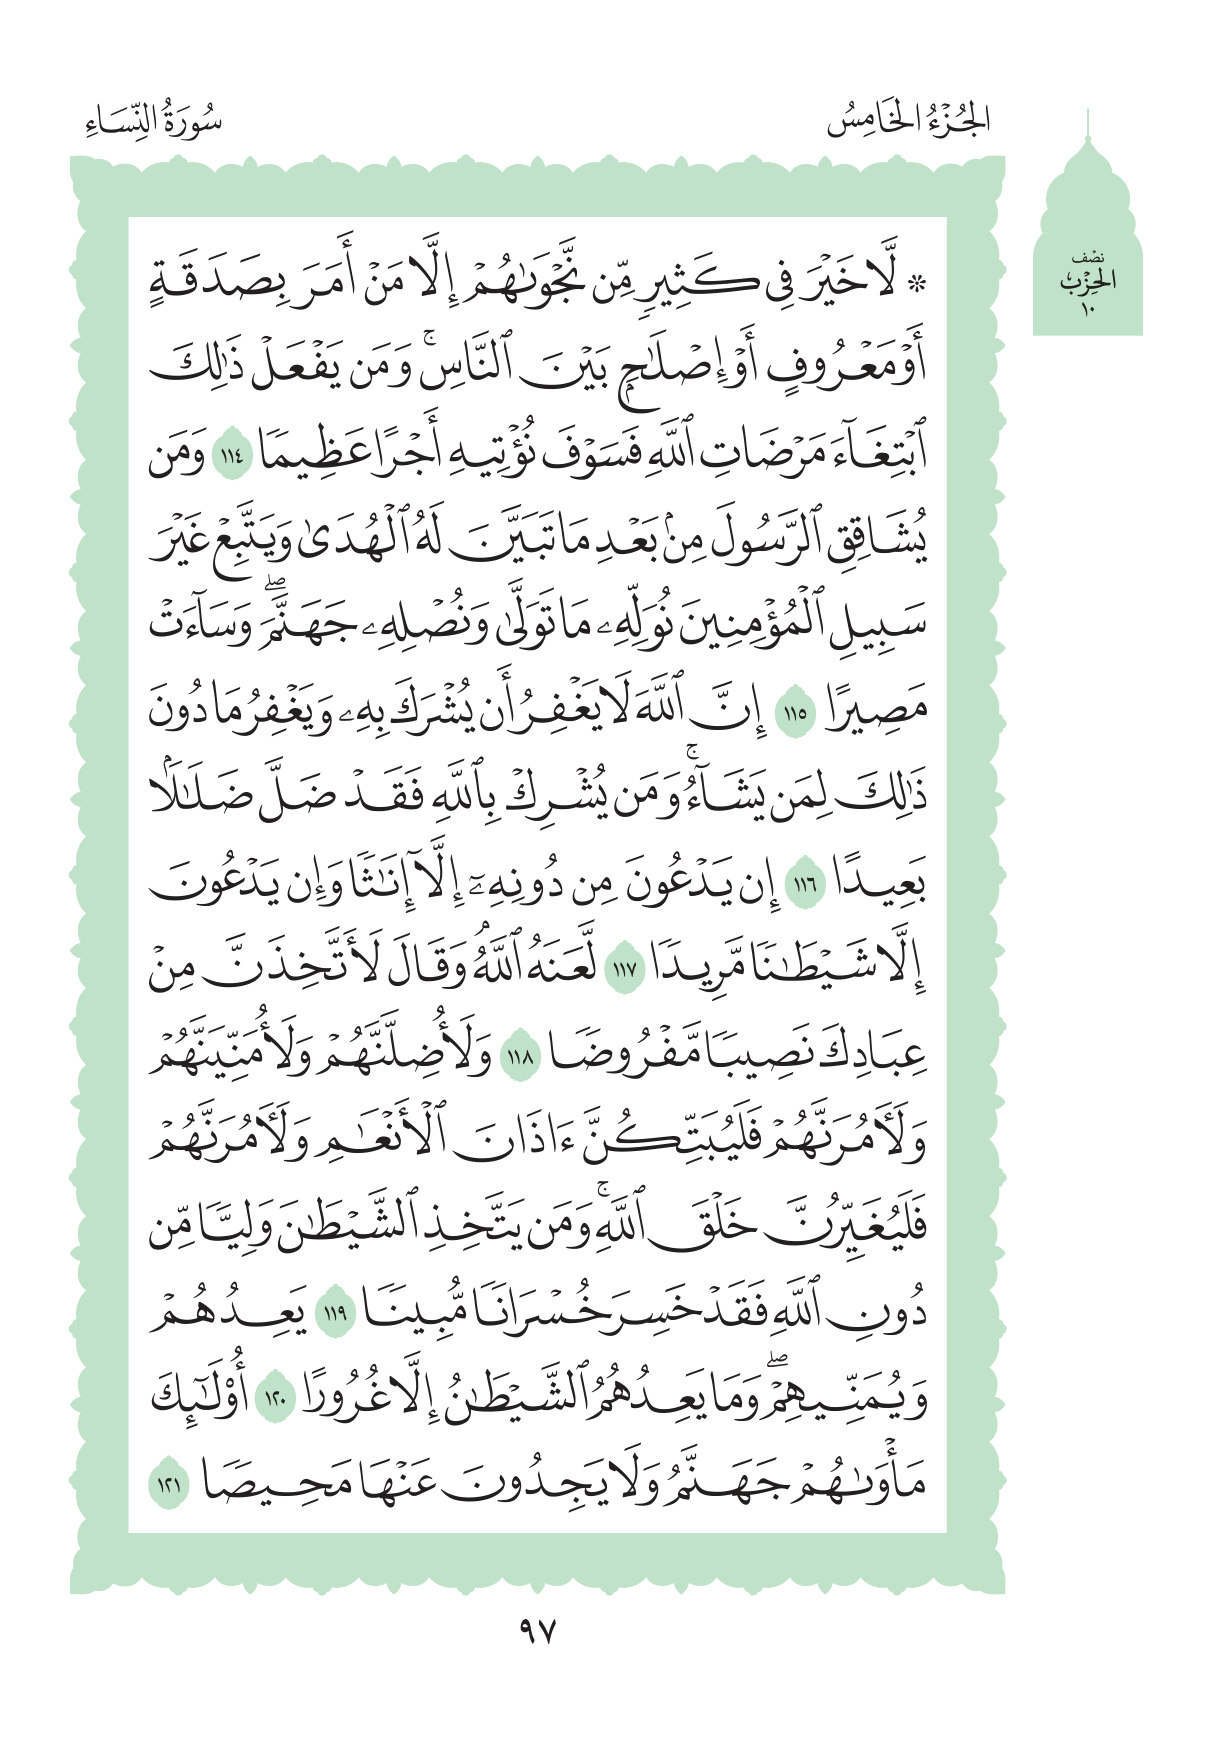 الجُزْءُ الخَامِسُ
سُورَةُ النِّسَاءِ
نصْف
الحِزْب
١٠
۞ لَّا خَيْرَ فِي كَثِيرٍ مِّن نَّجْوَىٰهُمْ إِلَّا مَنْ أَمَرَ بِصَدَقَةٍ
أَوْ مَعْرُوفٍ أَوْ إِصْلَٰحٍۭ بَيْنَ ٱلنَّاسِۚ وَمَن يَفْعَلْ ذَٰلِكَ
ٱبْتِغَآءَ مَرْضَاتِ ٱللَّهِ فَسَوْفَ نُؤْتِيهِ أَجْرًا عَظِيمًا ١١٤ وَمَن
يُشَاقِقِ ٱلرَّسُولَ مِنۢ بَعْدِ مَا تَبَيَّنَ لَهُ ٱلْهُدَىٰ وَيَتَّبِعْ غَيْرَ
سَبِيلِ ٱلْمُؤْمِنِينَ نُوَلِّهِۦ مَا تَوَلَّىٰ وَنُصْلِهِۦ جَهَنَّمَۖ وَسَآءَتْ
مَصِيرًا ١١٥ إِنَّ ٱللَّهَ لَا يَغْفِرُ أَن يُشْرَكَ بِهِۦ وَيَغْفِرُ مَا دُونَ
ذَٰلِكَ لِمَن يَشَآءُۚ وَمَن يُشْرِكْ بِٱللَّهِ فَقَدْ ضَلَّ ضَلَٰلًۢا
بَعِيدًا ١١٦ إِن يَدْعُونَ مِن دُونِهِۦٓ إِلَّآ إِنَٰثًا وَإِن يَدْعُونَ
إِلَّا شَيْطَٰنًا مَّرِيدًا ١١٧ لَّعَنَهُ ٱللَّهُۘ وَقَالَ لَأَتَّخِذَنَّ مِنْ
عِبَادِكَ نَصِيبًا مَّفْرُوضًا ١١٨ وَلَأُضِلَّنَّهُمْ وَلَأُمَنِّيَنَّهُمْ
وَلَأٓمُرَنَّهُمْ فَلَيُبَتِّكُنَّ ءَاذَانَ ٱلْأَنْعَٰمِ وَلَأٓمُرَنَّهُمْ
فَلَيُغَيِّرُنَّ خَلْقَ ٱللَّهِۚ وَمَن يَتَّخِذِ ٱلشَّيْطَٰنَ وَلِيًّا مِّن
دُونِ ٱللَّهِ فَقَدْ خَسِرَ خُسْرَانًا مُّبِينًا ١١٩ يَعِدُهُمْ
وَيُمَنِّيهِمْۖ وَمَا يَعِدُهُمُ ٱلشَّيْطَٰنُ إِلَّا غُرُورًا ١٢٠ أُوْلَٰٓئِكَ
مَأْوَىٰهُمْ جَهَنَّمُ وَلَا يَجِدُونَ عَنْهَا مَحِيصًا ١٢١
٩٧